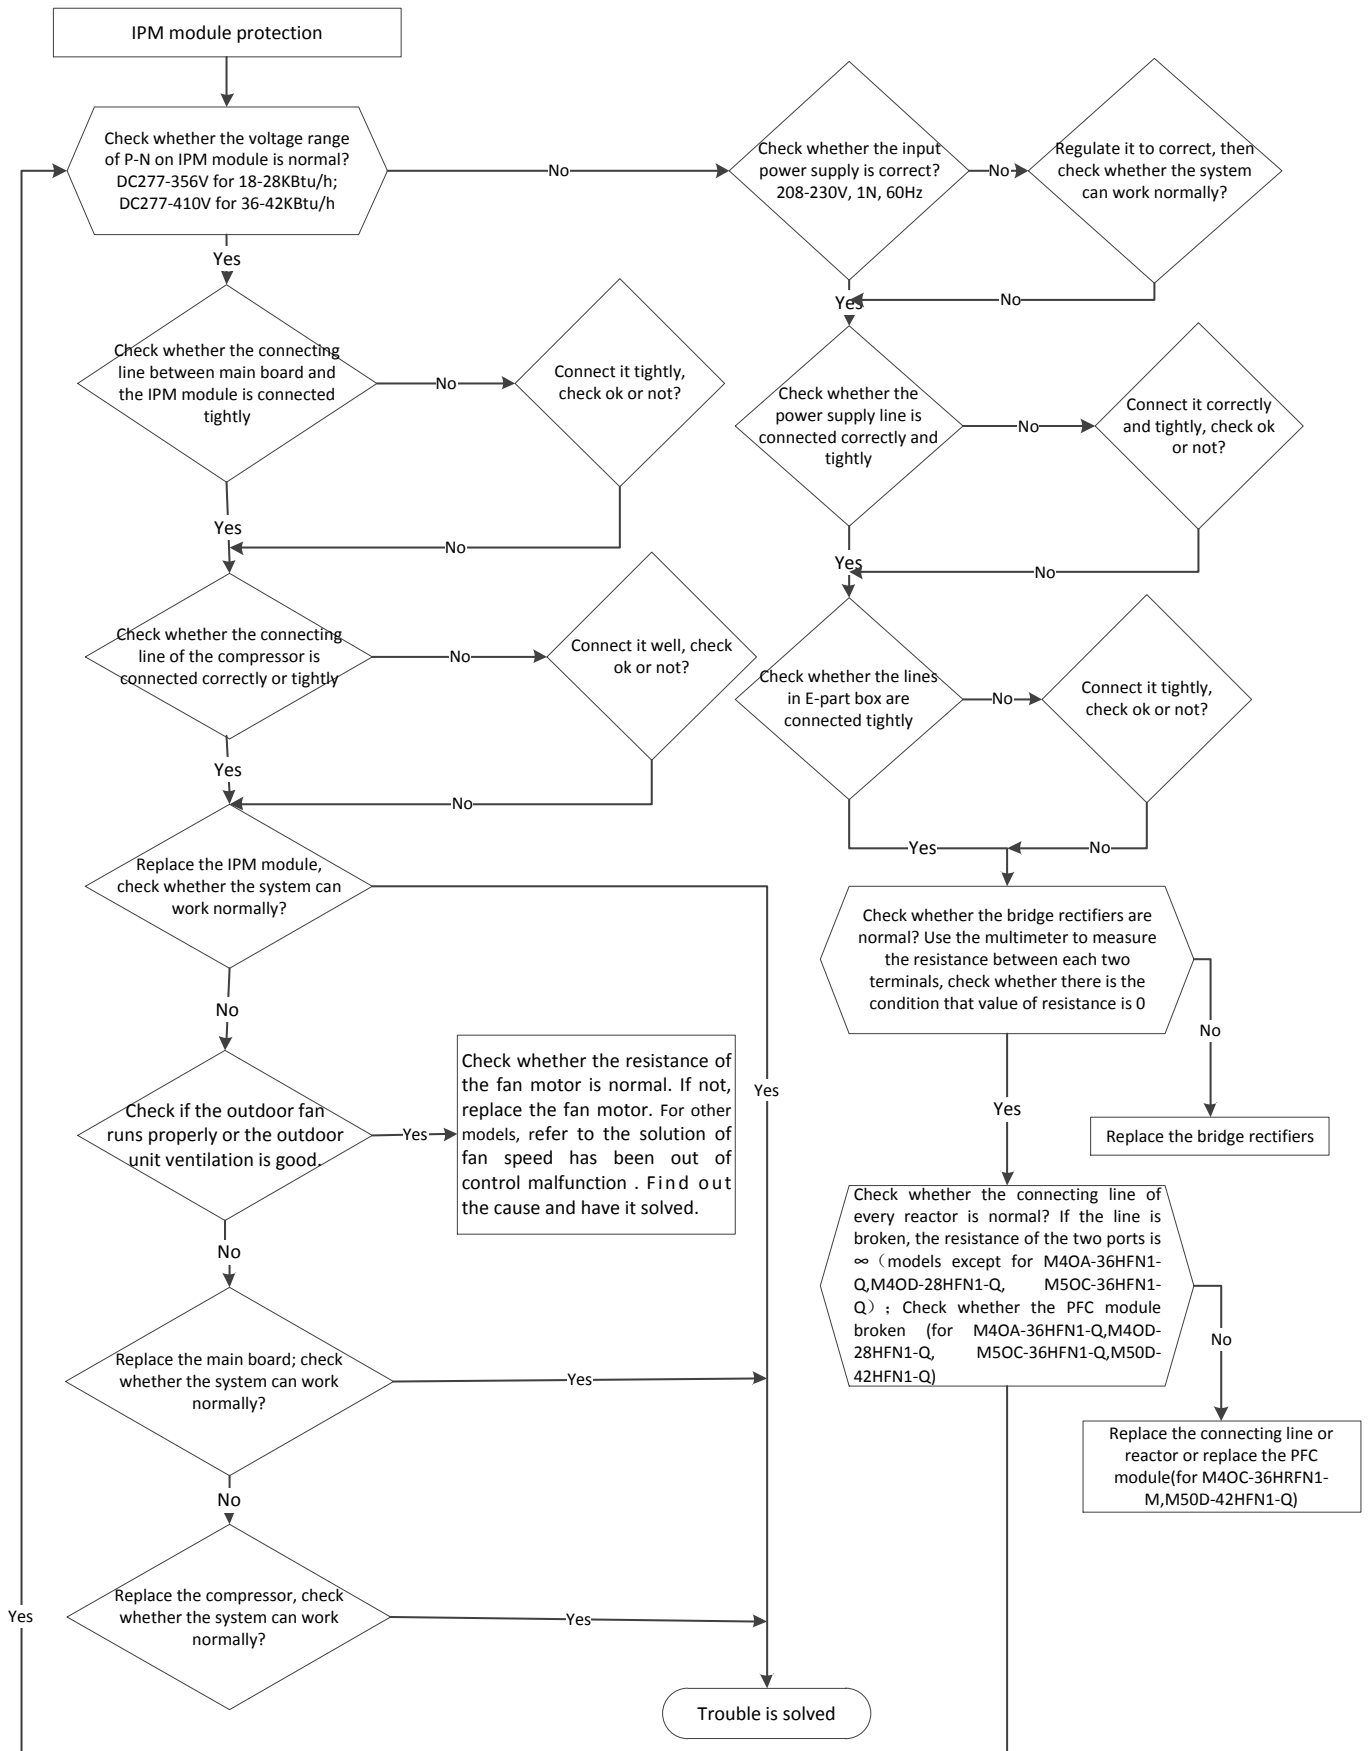 IPM module protection
Check whether the voltage range
of P-N on IPM module is normal?
DC277-356V for 18-28KBtu/h;
DC277-410V for 36-42KBtu/h
No
Check whether the input
power supply is correct?
208-230V, 1N, 60Hz
No
Regulate it to correct, then
check whether the system
can work normally?
Yes
Yes
No
Check whether the connecting
line between main board and
the IPM module is connected
tightly
No
Connect it tightly,
check ok or not?
Check whether the
power supply line is
connected correctly and
tightly
No
Connect it correctly
and tightly, check ok
or not?
Yes
No
Yes
No
Check whether the connecting
line of the compressor is
connected correctly or tightly
No
Connect it well, check
ok or not?
Check whether the lines
in E-part box are
connected tightly
No
Connect it tightly,
check ok or not?
Yes
No
Yes
No
Replace the IPM module,
check whether the system can
work normally?
Check whether the bridge rectifiers are
normal? Use the multimeter to measure
the resistance between each two
terminals, check whether there is the
condition that value of resistance is 0
No
No
Yes
Yes
Replace the bridge rectifiers
Check if the outdoor fan
runs properly or the outdoor
unit ventilation is good.
Yes
Check whether the resistance of
the fan motor is normal. If not,
replace the fan motor. For other
models, refer to the solution of
fan speed has been out of
control malfunction . Find out
the cause and have it solved.
No
Check whether the connecting line of
every reactor is normal? If the line is
broken, the resistance of the two ports is
∞（models except for M4OA-36HFN1-
Q,M4OD-28HFN1-Q, M5OC-36HFN1-
Q）；Check whether the PFC module
broken (for M4OA-36HFN1-Q,M4OD-
28HFN1-Q, M5OC-36HFN1-Q,M50D-
42HFN1-Q)
No
Replace the main board; check
whether the system can work
normally?
Yes
Replace the connecting line or
reactor or replace the PFC
module(for M4OC-36HRFN1-
M,M50D-42HFN1-Q)
No
Replace the compressor, check
whether the system can work
normally?
Yes
Yes
Trouble is solved